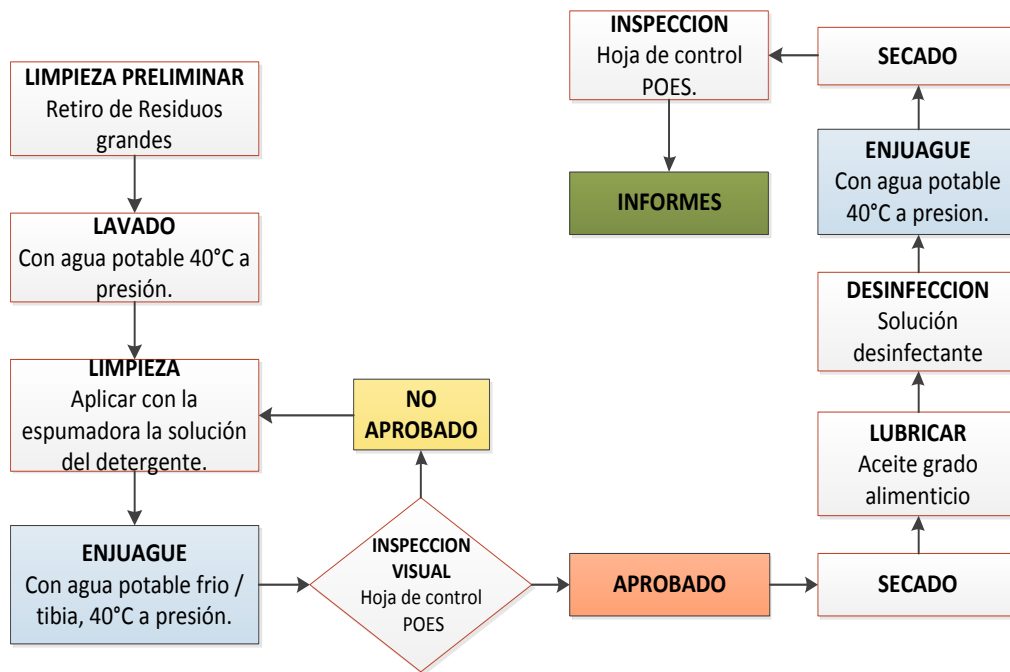 LIMPIEZA PRELIMINAR
Retiro de Residuos
grandes
LAVADO
Con agua potable 40°C a
presión.
LIMPIEZA
Aplicar con la
espumadora la solución
del detergente.
ENJUAGUE
Con agua potable frio /
tibia, 40°C a presión.
INSPECCION
VISUAL
Hoja de control
POES
NO
APROBADO
APROBADO
SECADO
LUBRICAR
Aceite grado
alimenticio
DESINFECCION
Solución
desinfectante
ENJUAGUE
Con agua potable
40°C a presion.
SECADO
INSPECCION
Hoja de control
POES.
INFORMES